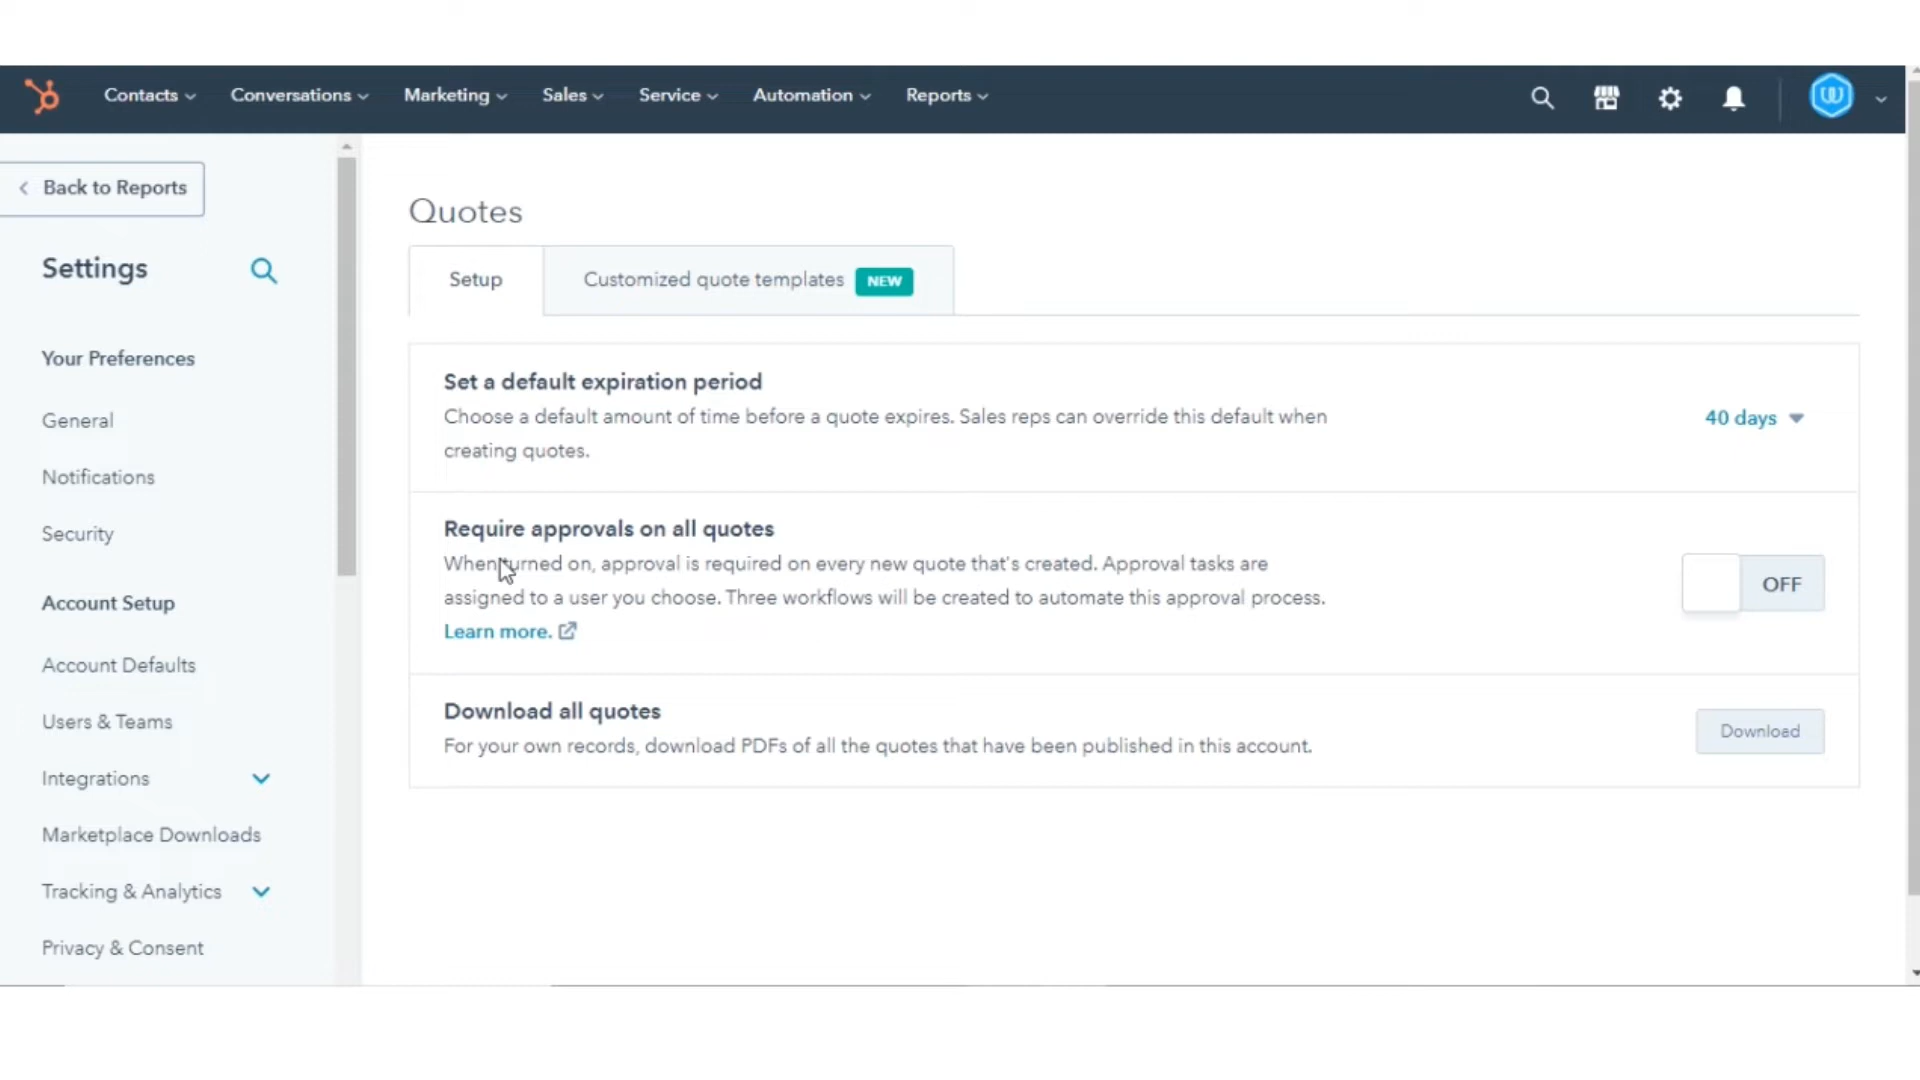 Contacts
Conversations
Marketing
Sales
Service
Automation
Reports
Back to Reports
Settings
Your Preferences
General
Notifications
Security
Account Setup
Account Defaults
Users & Teams
Integrations
Marketplace Downloads
Tracking & Analytics
Privacy & Consent
Quotes
Setup
Customized quote templates NEW
Set a default expiration period
Choose a default amount of time before a quote expires. Sales reps can override this default when
creating quotes.
40 days
Require approvals on all quotes
When turned on, approval is required on every new quote that's created. Approval tasks are
assigned to a user you choose. Three workflows will be created to automate this approval process.
Learn more.
OFF
Download all quotes
For your own records, download PDFs of all the quotes that have been published in this account.
Download